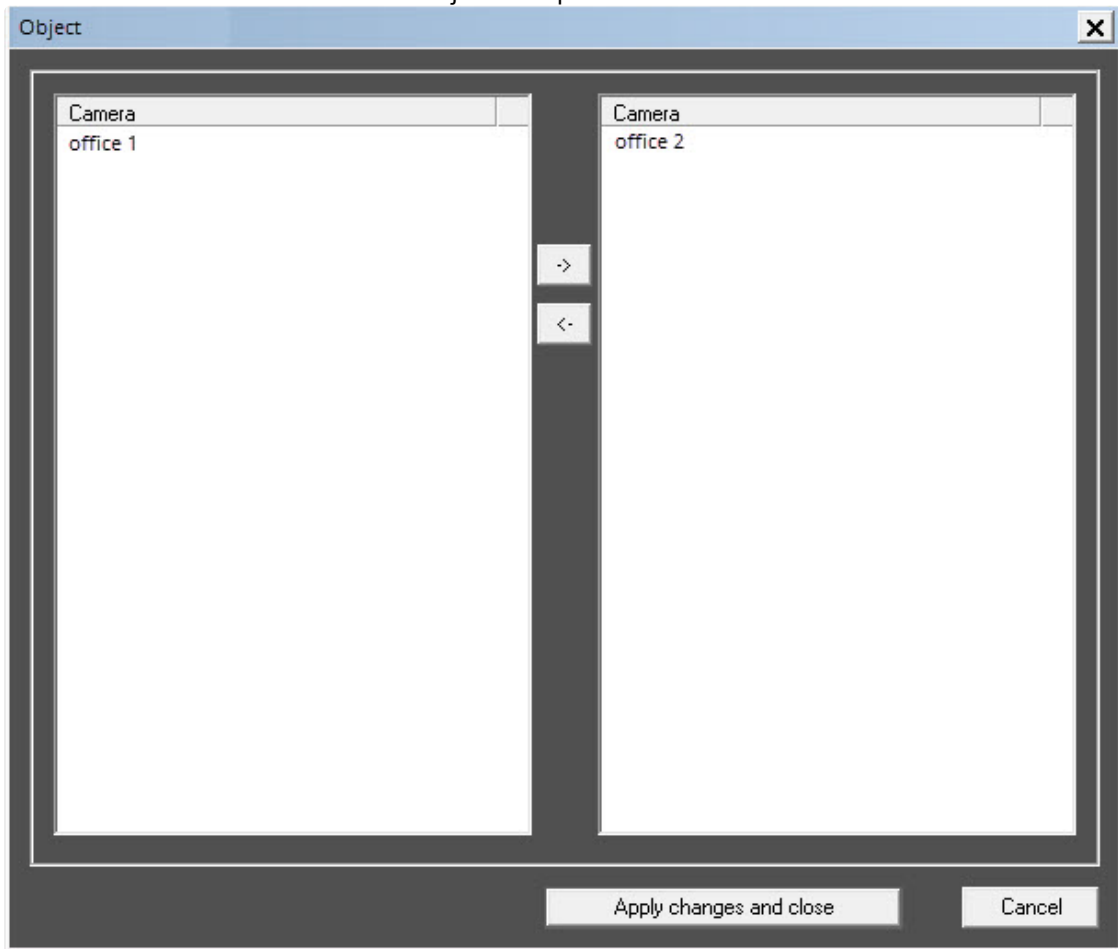 Object
Camera
office 1
->
<-
Camera
office 2
Apply changes and close
Cancel